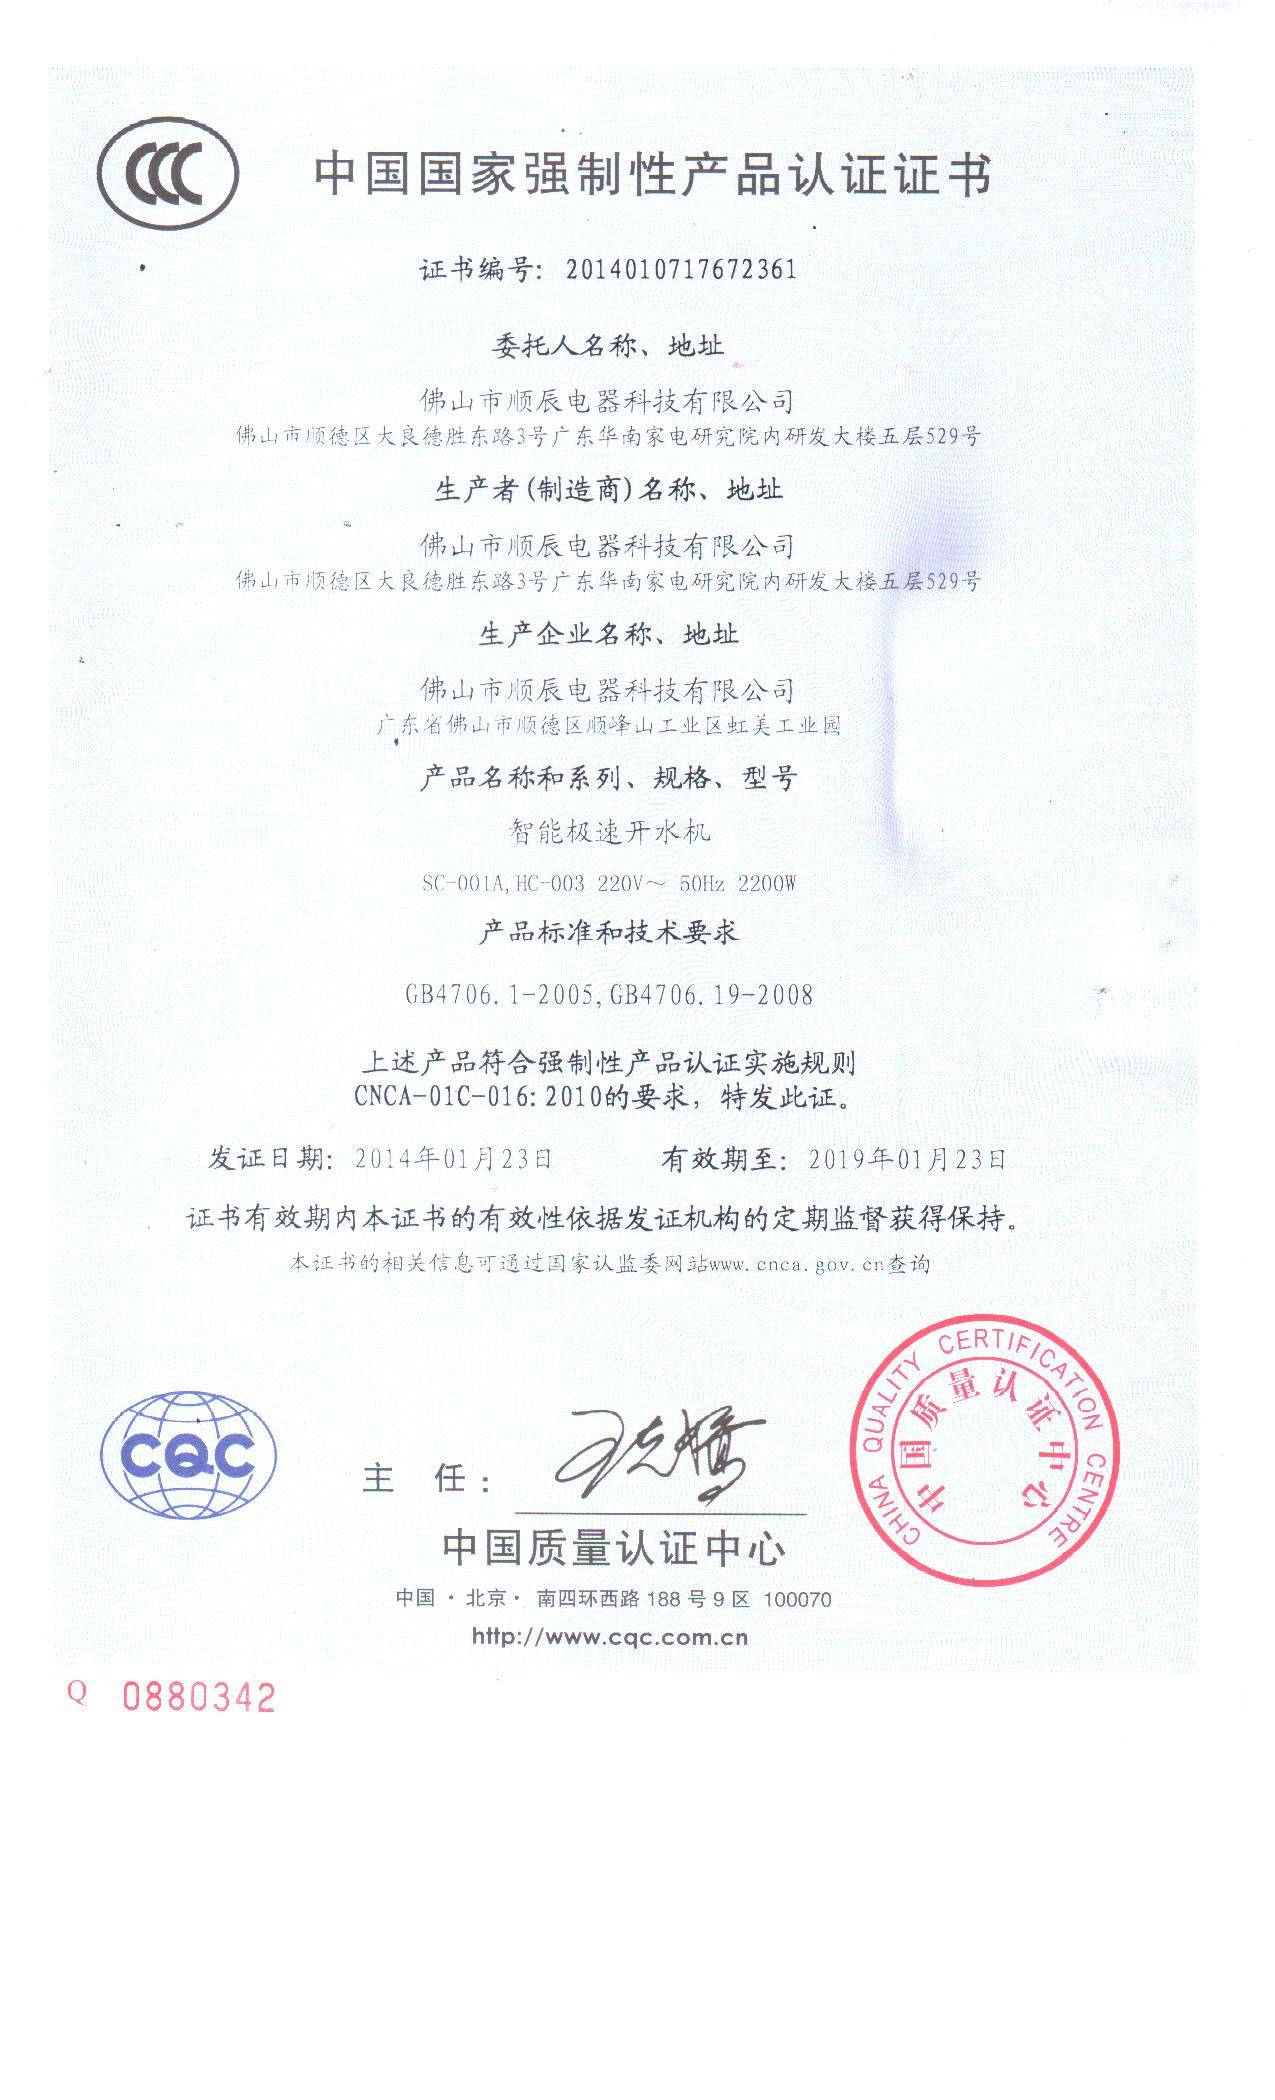 CCC
中国国家强制性产品认证证书
证书编号: 2014010717672361
委托人名称、地址
佛山市顺辰电器科技有限公司
佛山市顺德区大良德胜东路3号广东华南家电研究院内研发大楼五层529号
生产者(制造商)名称、地址
佛山市顺辰电器科技有限公司
佛山市顺德区大良德胜东路3号广东华南家电研究院内研发大楼五层529号
生产企业名称、地址
佛山市顺辰电器科技有限公司
广东省佛山市顺德区顺峰山工业区虹美工业园
产品名称和系列、规格、型号
智能极速开水机
SC-001A,HC-003 220V～ 50Hz 2200W
产品标准和技术要求
GB4706.1-2005,GB4706.19-2008
上述产品符合强制性产品认证实施规则
CNCA-01C-016:2010的要求，特发此证。
发证日期: 2014年01月23日 有效期至: 2019年01月23日
证书有效期内本证书的有效性依据发证机构的定期监督获得保持。
本证书的相关信息可通过国家认监委网站www.cnca.gov.cn查询
CQC
主 任:
CHINA QUALITY CERTIFICATION CENTRE
中国质量认证中心
中国质量认证中心
中国·北京·南四环西路188号9区 100070
http://www.cqc.com.cn
Q 0880342